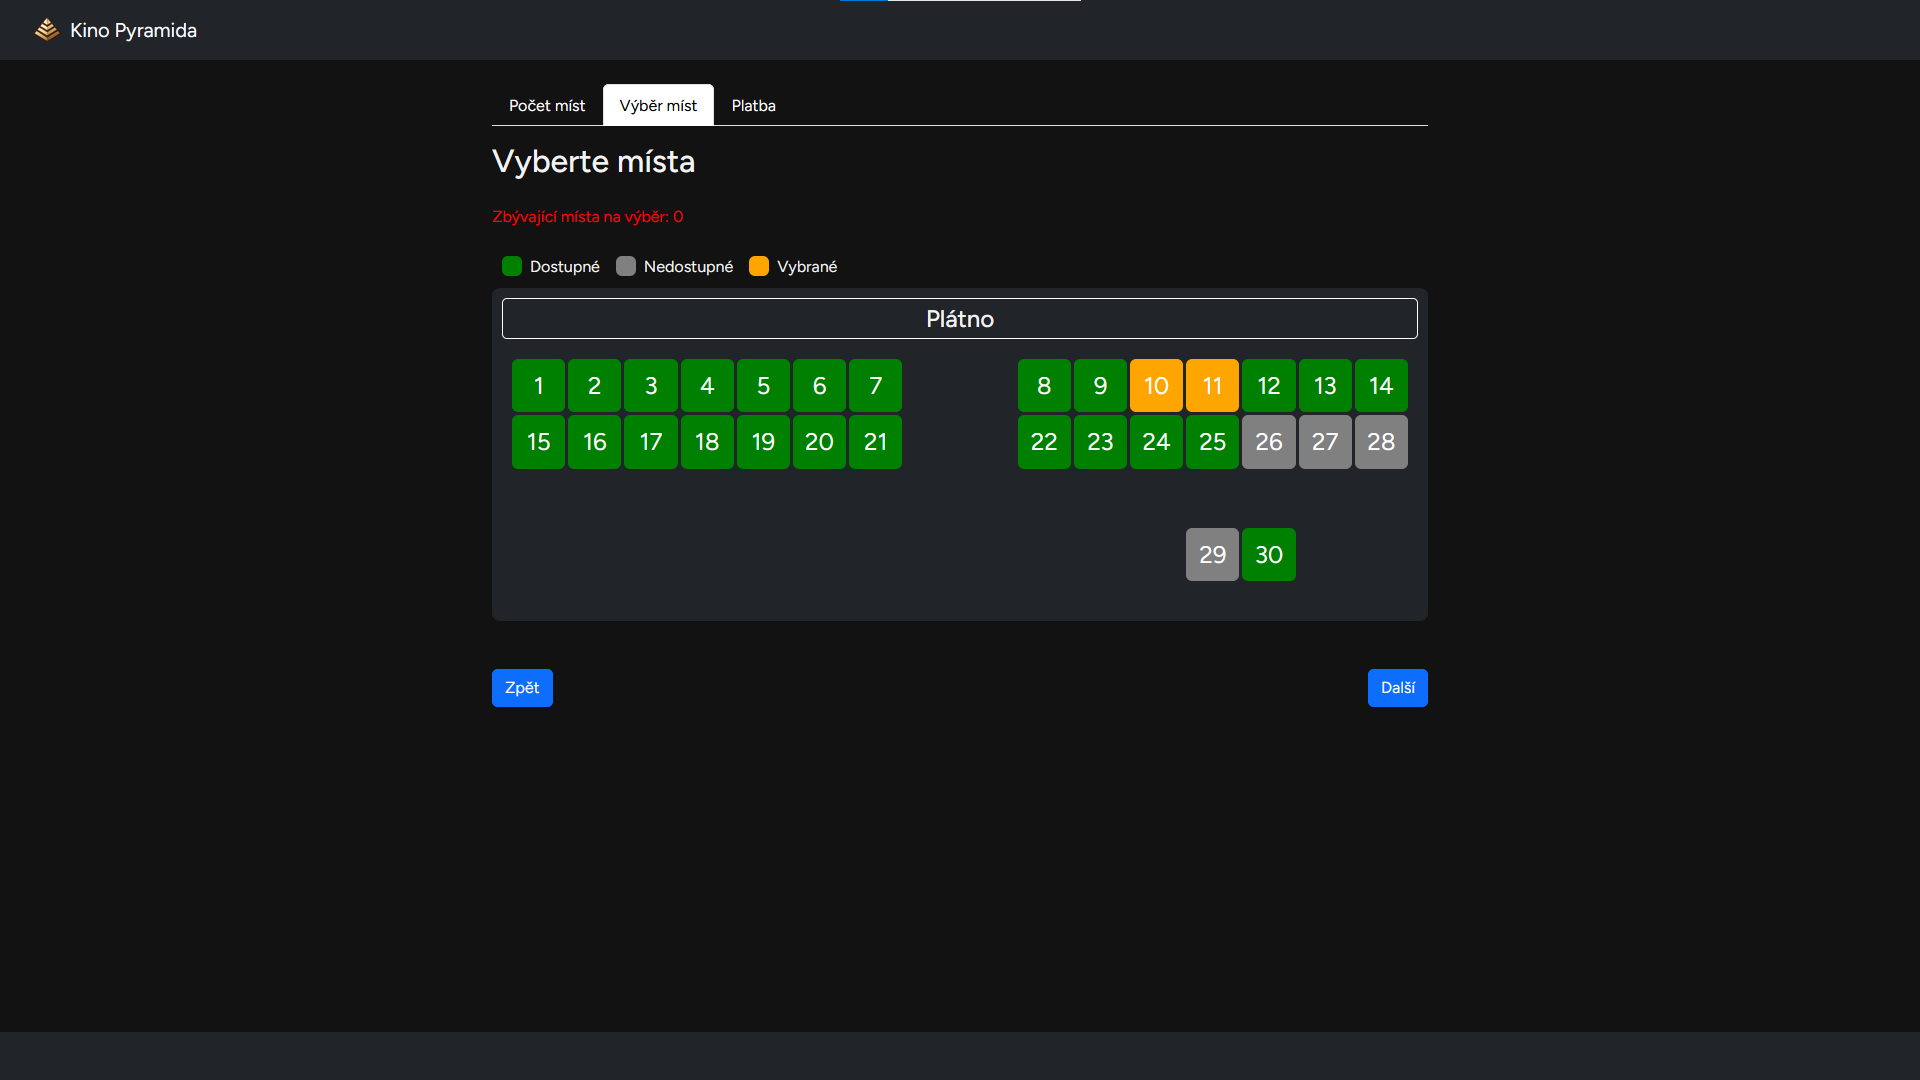 Kino Pyramida
Počet míst Výběr míst Platba
Vyberte místa
Zbývající místa na výběr: 0
Dostupné Nedostupné Vybrané
Plátno
1 2 3 4 5 6 7 8 9 10 11 12 13 14
15 16 17 18 19 20 21 22 23 24 25 26 27 28
29 30
Zpět Další